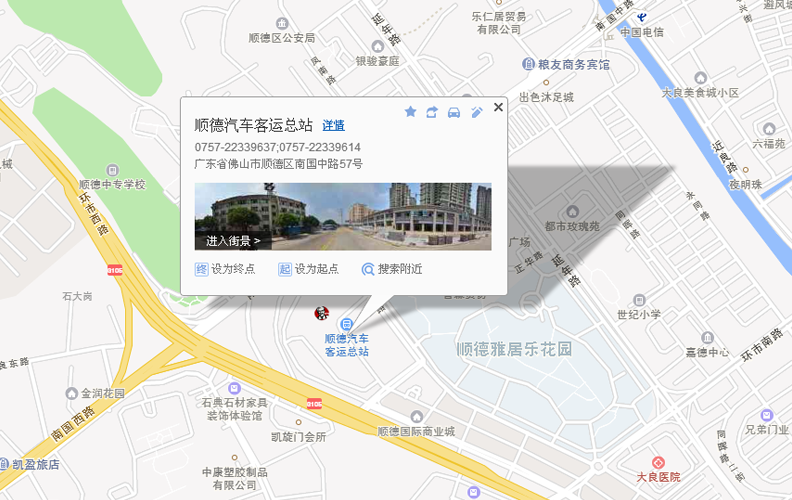 延年路
乐仁居贸易
有限公司
南国中路
中国电信
顺德区公安局
银骏豪庭
凤南路
粮友商务宾馆
出色沐足城
大良美食城小区
六福苑
近良路
夜明珠
顺德汽车客运总站 详情
0757-22339637;0757-22339614
广东省佛山市顺德区南国中路57号
进入街景 >
终 设为终点
起 设为起点
搜索附近
顺德中专学校
环市西路
都市玫瑰苑
广场
正华路
延年路
永同路
石大岗
S105
世纪小学
顺德汽车
客运总站
顺德雅居乐花园
嘉德中心
环市南路
东路
金润花园
南国西路
石典石材家具
装饰体验馆
S105
凯旋门会所
顺德国际商业城
兄弟门业
凯盈旅店
中康塑胶制品
有限公司
大良医院